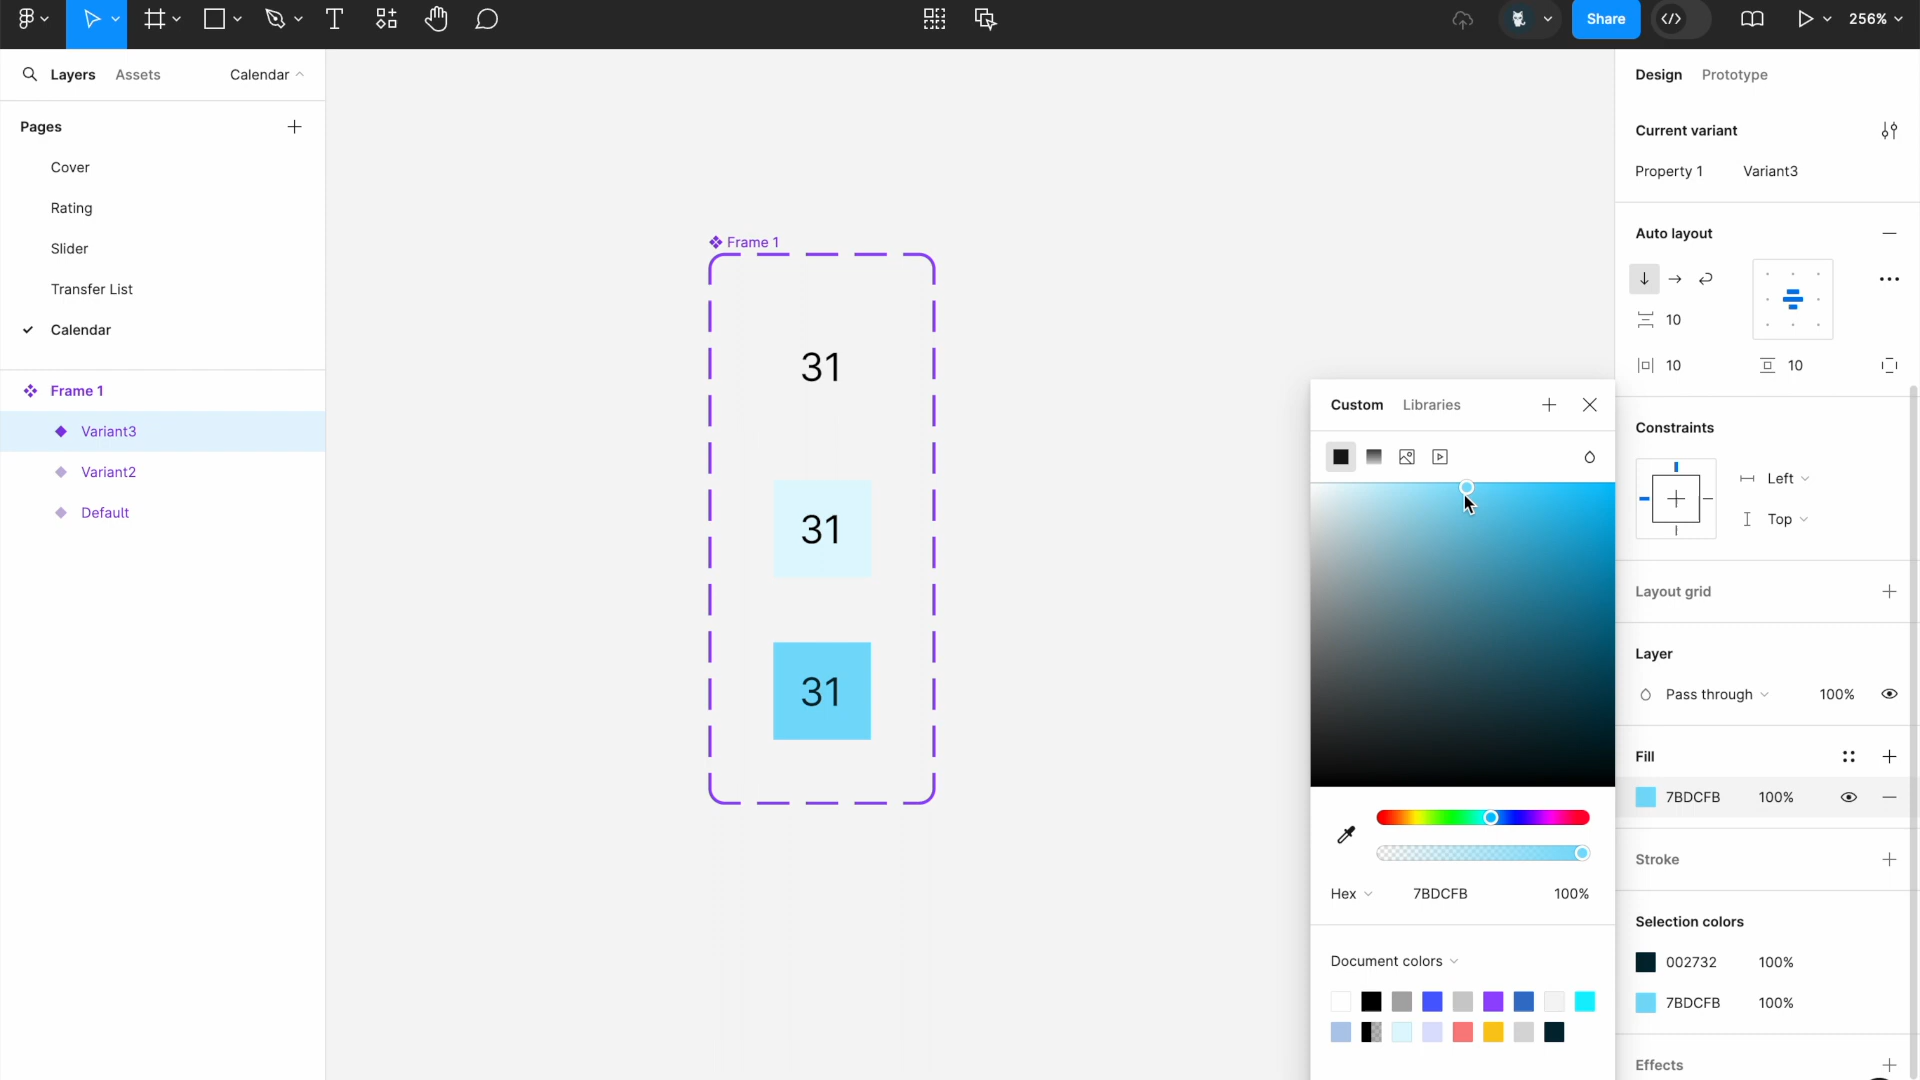 Share
256%
Layers
Assets
Calendar
Pages
Cover
Rating
Slider
Transfer List
Calendar
Frame 1
Variant3
Variant2
Default
Frame 1
31
31
31
Custom
Libraries
Hex
7BDCFB
100%
Document colors
Design
Prototype
Current variant
Property 1
Variant3
Auto layout
10
10
10
Constraints
Left
Top
Layout grid
Layer
Pass through
100%
Fill
7BDCFB
100%
Stroke
Selection colors
002732
100%
7BDCFB
100%
Effects